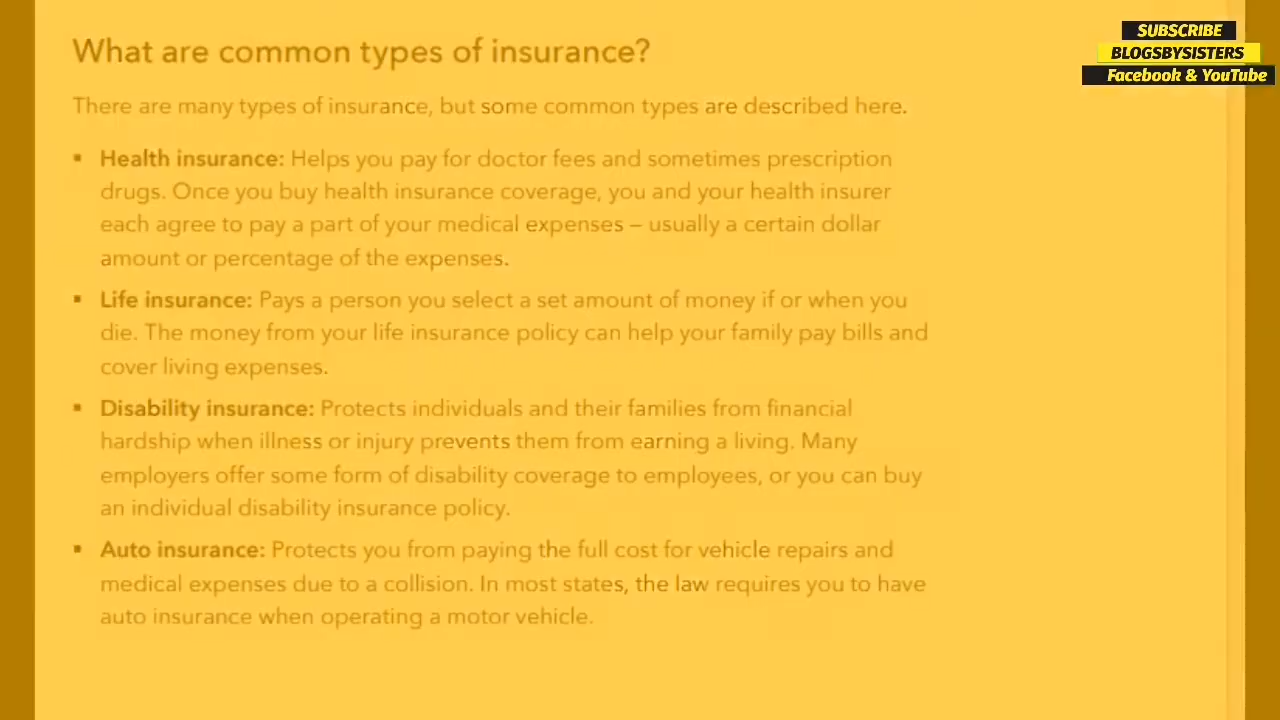 What are common types of insurance?
SUBSCRIBE
BLOGSBYSISTERS
Facebook & YouTube
There are many types of insurance, but some common types are described here.
▪ Health insurance: Helps you pay for doctor fees and sometimes prescription
drugs. Once you buy health insurance coverage, you and your health insurer
each agree to pay a part of your medical expenses – usually a certain dollar
amount or percentage of the expenses.
▪ Life insurance: Pays a person you select a set amount of money if or when you
die. The money from your life insurance policy can help your family pay bills and
cover living expenses.
▪ Disability insurance: Protects individuals and their families from financial
hardship when illness or injury prevents them from earning a living. Many
employers offer some form of disability coverage to employees, or you can buy
an individual disability insurance policy.
▪ Auto insurance: Protects you from paying the full cost for vehicle repairs and
medical expenses due to a collision. In most states, the law requires you to have
auto insurance when operating a motor vehicle.